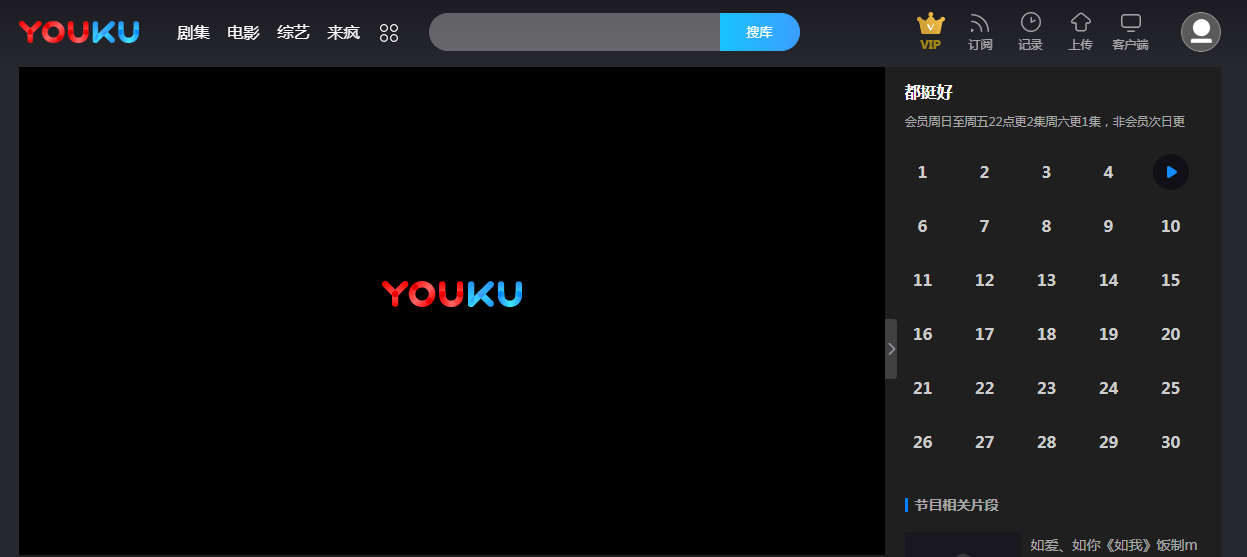 YOUKU 剧集 电影 综艺 来疯 搜库 VIP 订阅 记录 上传 客户端
都挺好
会员周日至周五22点更2集周六更1集，非会员次日更
1 2 3 4
6 7 8 9 10
11 12 13 14 15
YOUKU
16 17 18 19 20
21 22 23 24 25
26 27 28 29 30
节目相关片段
如爱、如你《如我》饭制m